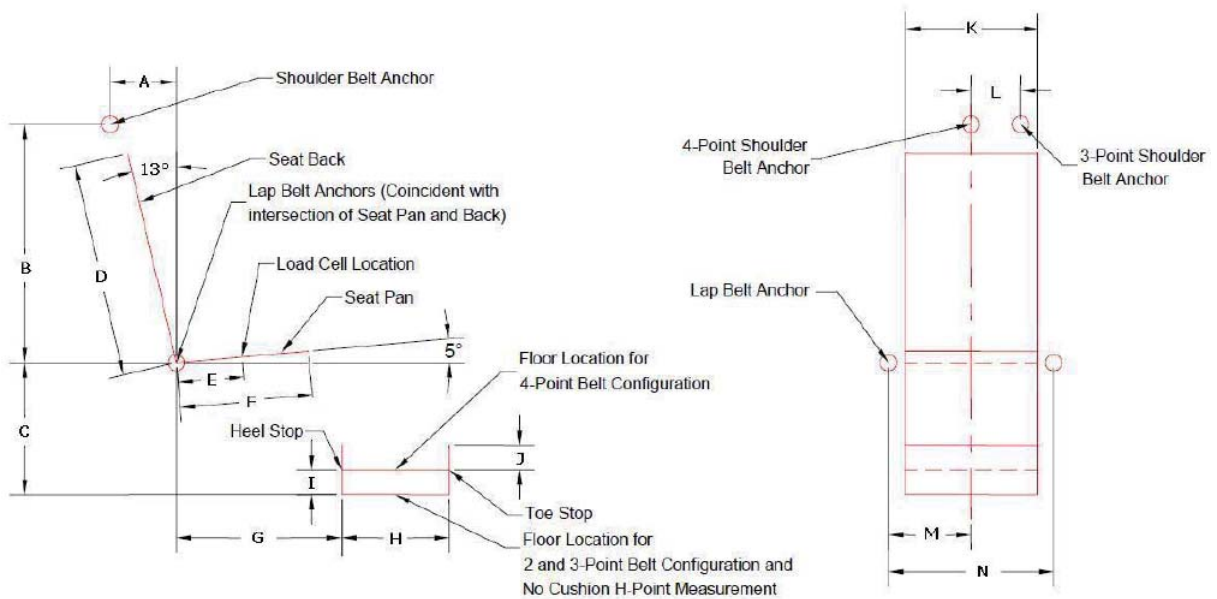 A
Shoulder Belt Anchor
Seat Back
13°
Lap Belt Anchors (Coincident with
intersection of Seat Pan and Back)
B
D
Load Cell Location
Seat Pan
5°
E
F
C
Floor Location for
4-Point Belt Configuration
Heel Stop
J
I
Toe Stop
G
H
Floor Location for
2 and 3-Point Belt Configuration and
No Cushion H-Point Measurement
K
L
4-Point Shoulder
Belt Anchor
3-Point Shoulder
Belt Anchor
Lap Belt Anchor
M
N